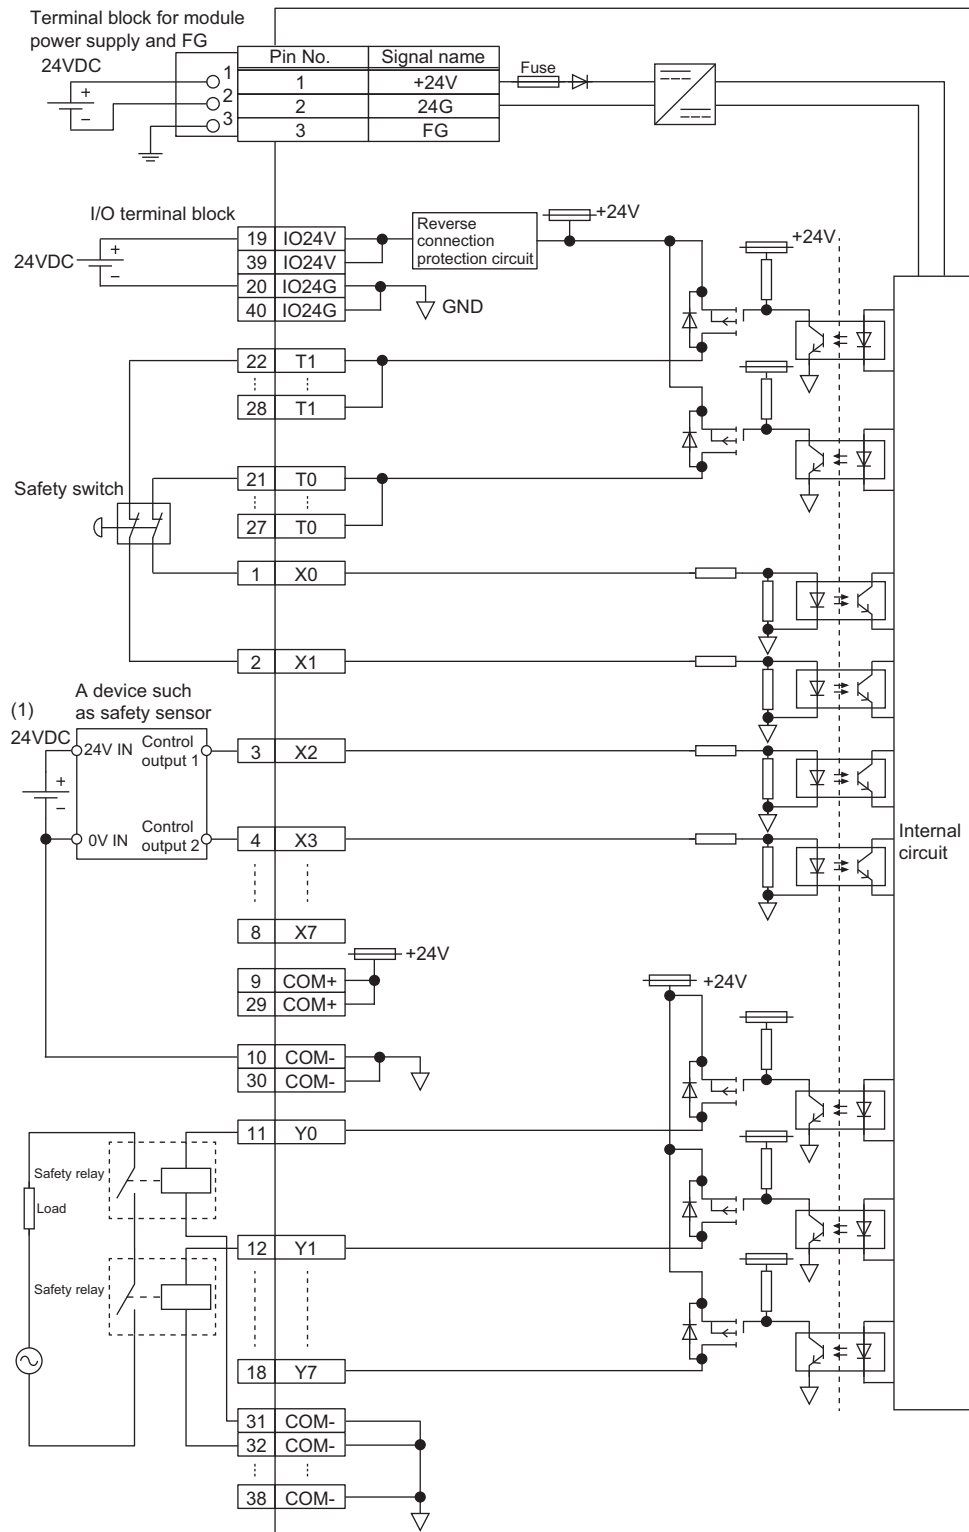 Terminal block for module
power supply and FG
24VDC
+
−
1
2
3
Pin No. Signal name
1 +24V
2 24G
3 FG
Fuse
I/O terminal block
24VDC
+
−
19 IO24V
39 IO24V
20 IO24G
40 IO24G
Reverse
connection
protection circuit
+24V
GND
+24V
22 T1
28 T1
Safety switch
21 T0
27 T0
1 X0
2 X1
A device such
as safety sensor
(1)
24VDC
+
−
24V IN
Control
output 1
0V IN
Control
output 2
3 X2
4 X3
8 X7
Internal
circuit
+24V
9 COM+
29 COM+
+24V
10 COM-
30 COM-
11 Y0
Safety relay
Load
12 Y1
Safety relay
18 Y7
31 COM-
32 COM-
38 COM-